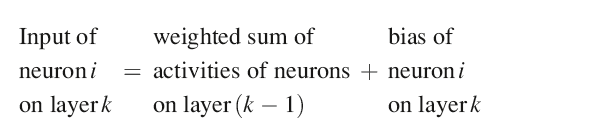 Input of weighted sum of bias of
neuron i = activities of neurons + neuron i
on layer k on layer (k − 1) on layer k